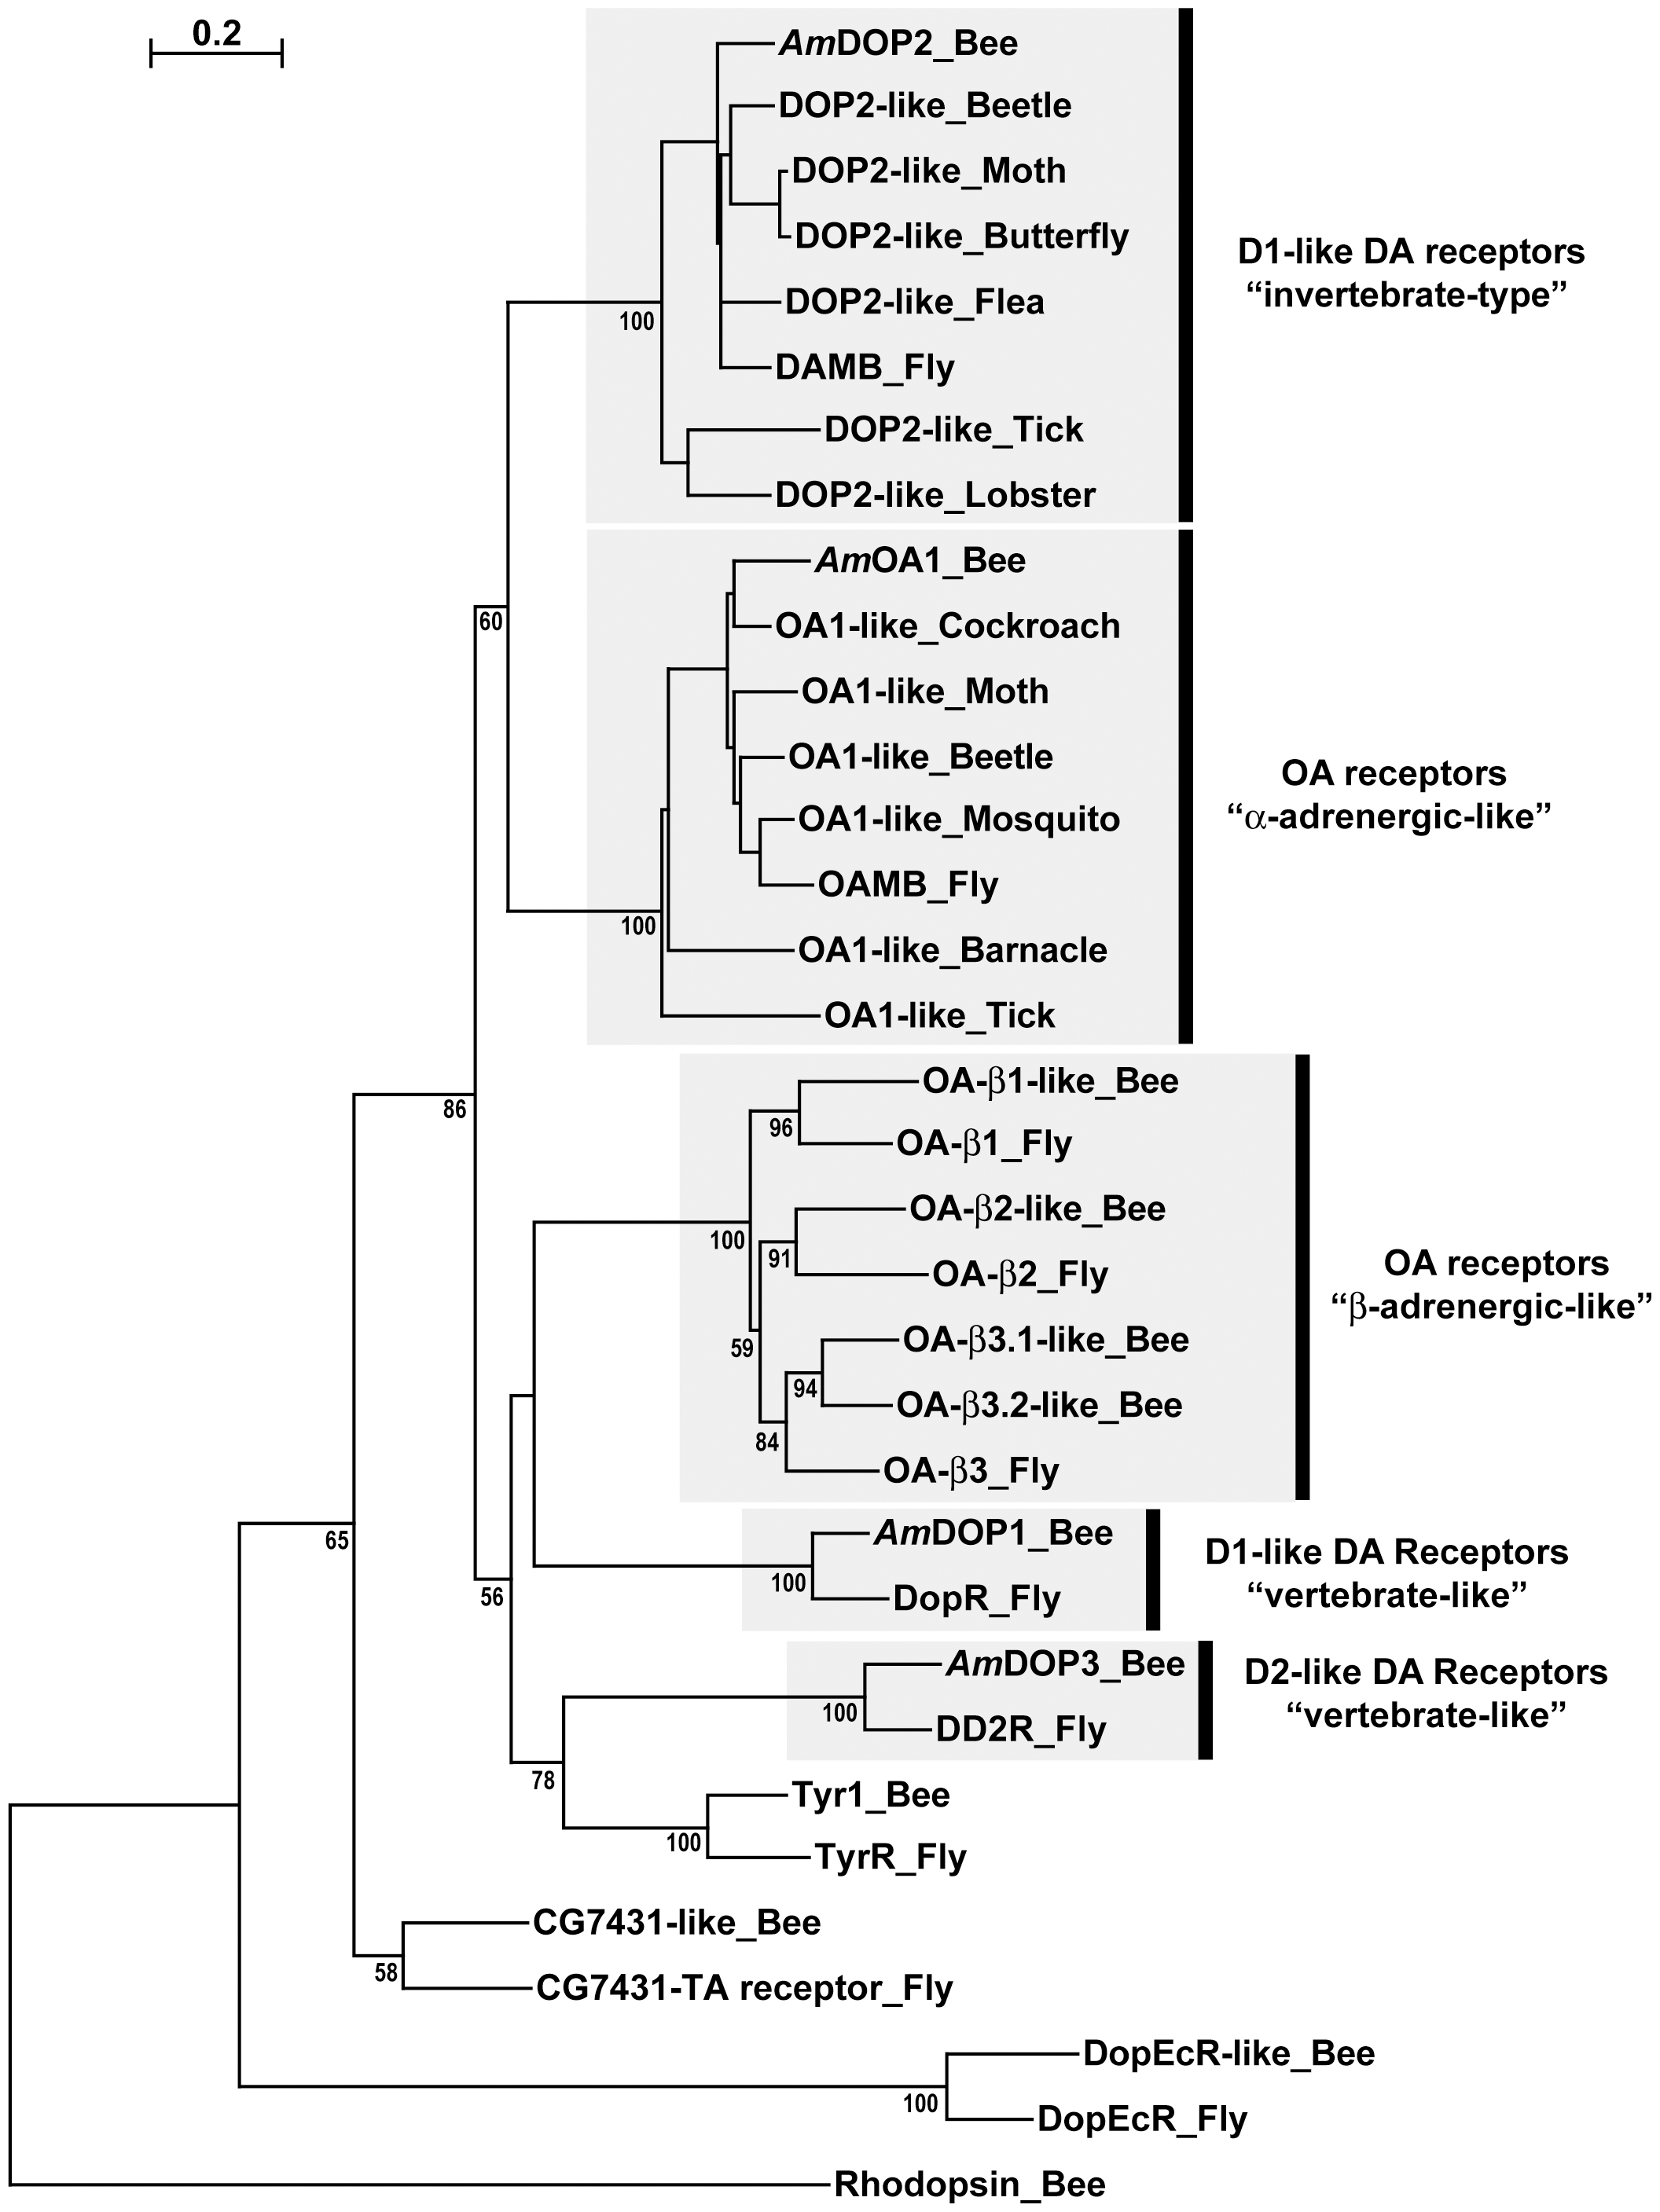 0.2
AmDOP2_Bee
DOP2-like_Beetle
DOP2-like_Moth
DOP2-like_Butterfly
DOP2-like_Flea
DAMB_Fly
DOP2-like_Tick
DOP2-like_Lobster
100
D1-like DA receptors
“invertebrate-type”
60
AmOA1_Bee
OA1-like_Cockroach
OA1-like_Moth
OA1-like_Beetle
OA1-like_Mosquito
OAMB_Fly
OA1-like_Barnacle
OA1-like_Tick
100
OA receptors
“α-adrenergic-like”
86
OA-β1-like_Bee
96
OA-β1_Fly
OA-β2-like_Bee
100
91
OA-β2_Fly
59
OA-β3.1-like_Bee
94
OA-β3.2-like_Bee
84
OA-β3_Fly
OA receptors
“β-adrenergic-like”
65
56
AmDOP1_Bee
100
DopR_Fly
D1-like DA Receptors
“vertebrate-like”
AmDOP3_Bee
100
DD2R_Fly
D2-like DA Receptors
“vertebrate-like”
78
Tyr1_Bee
100
TyrR_Fly
CG7431-like_Bee
58
CG7431-TA receptor_Fly
DopEcR-like_Bee
100
DopEcR_Fly
Rhodopsin_Bee